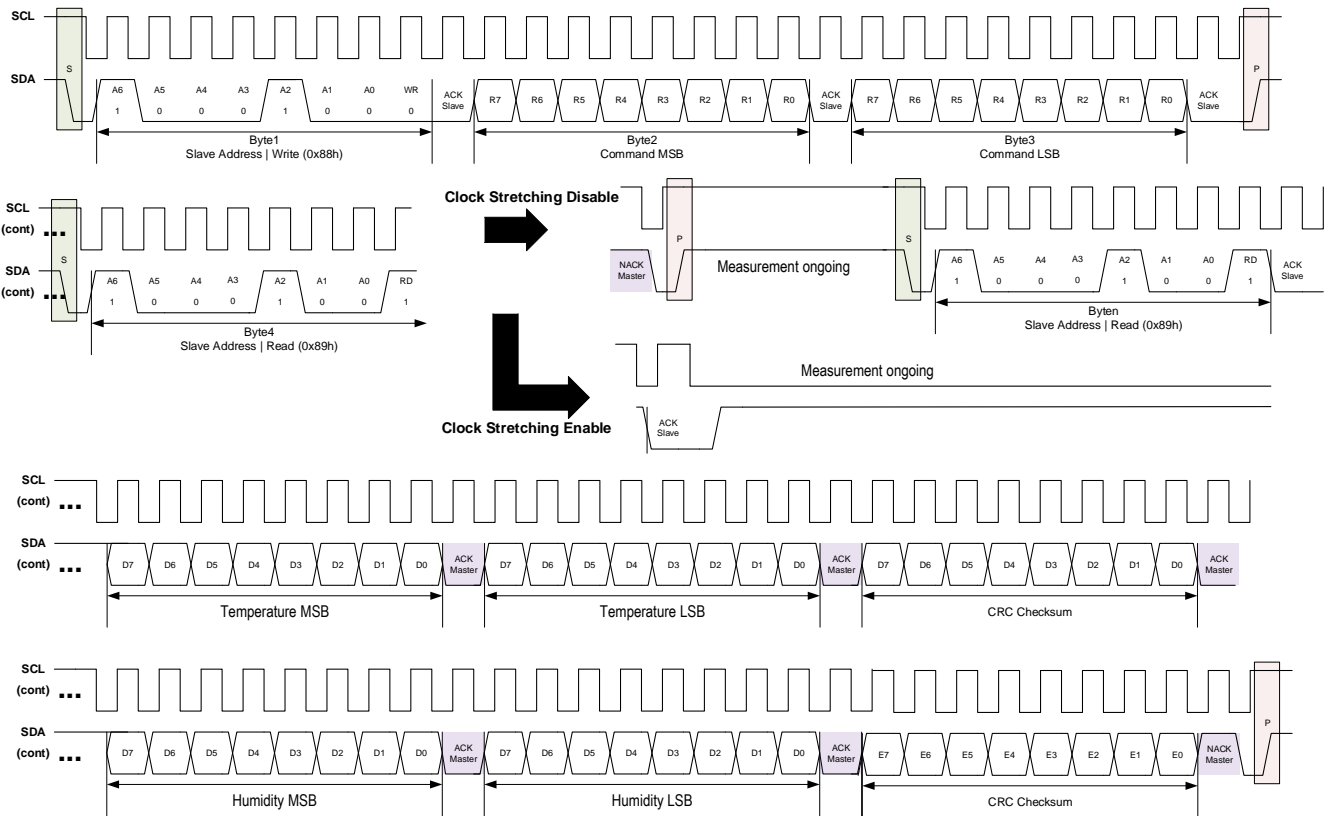 SCL
S
P
SDA
A6 A5 A4 A3 A2 A1 A0 WR ACK Slave R7 R6 R5 R4 R3 R2 R1 R0 ACK Slave R7 R6 R5 R4 R3 R2 R1 R0 ACK Slave
1 0 0 0 1 0 0 0
Byte1 Byte2 Byte3
Slave Address | Write (0x88h) Command MSB Command LSB
SCL
(cont) ...
S
SDA
(cont) ...
A6 A5 A4 A3 A2 A1 A0 RD
1 0 0 0 1 0 0 1
Byte4
Slave Address | Read (0x89h)
Clock Stretching Disable
P
NACK
Master
Measurement ongoing
S
A6 A5 A4 A3 A2 A1 A0 RD ACK Slave
1 0 0 0 1 0 0 1
Byten
Slave Address | Read (0x89h)
Clock Stretching Enable
Measurement ongoing
ACK
Slave
SCL
(cont) ...
SDA
(cont) ...
D7 D6 D5 D4 D3 D2 D1 D0 ACK Master D7 D6 D5 D4 D3 D2 D1 D0 ACK Master D7 D6 D5 D4 D3 D2 D1 D0 ACK Master
Temperature MSB Temperature LSB CRC Checksum
SCL
(cont) ...
P
SDA
(cont) ...
D7 D6 D5 D4 D3 D2 D1 D0 ACK Master D7 D6 D5 D4 D3 D2 D1 D0 ACK Master E7 E6 E5 E4 E3 E2 E1 E0 NACK Master
Humidity MSB Humidity LSB CRC Checksum